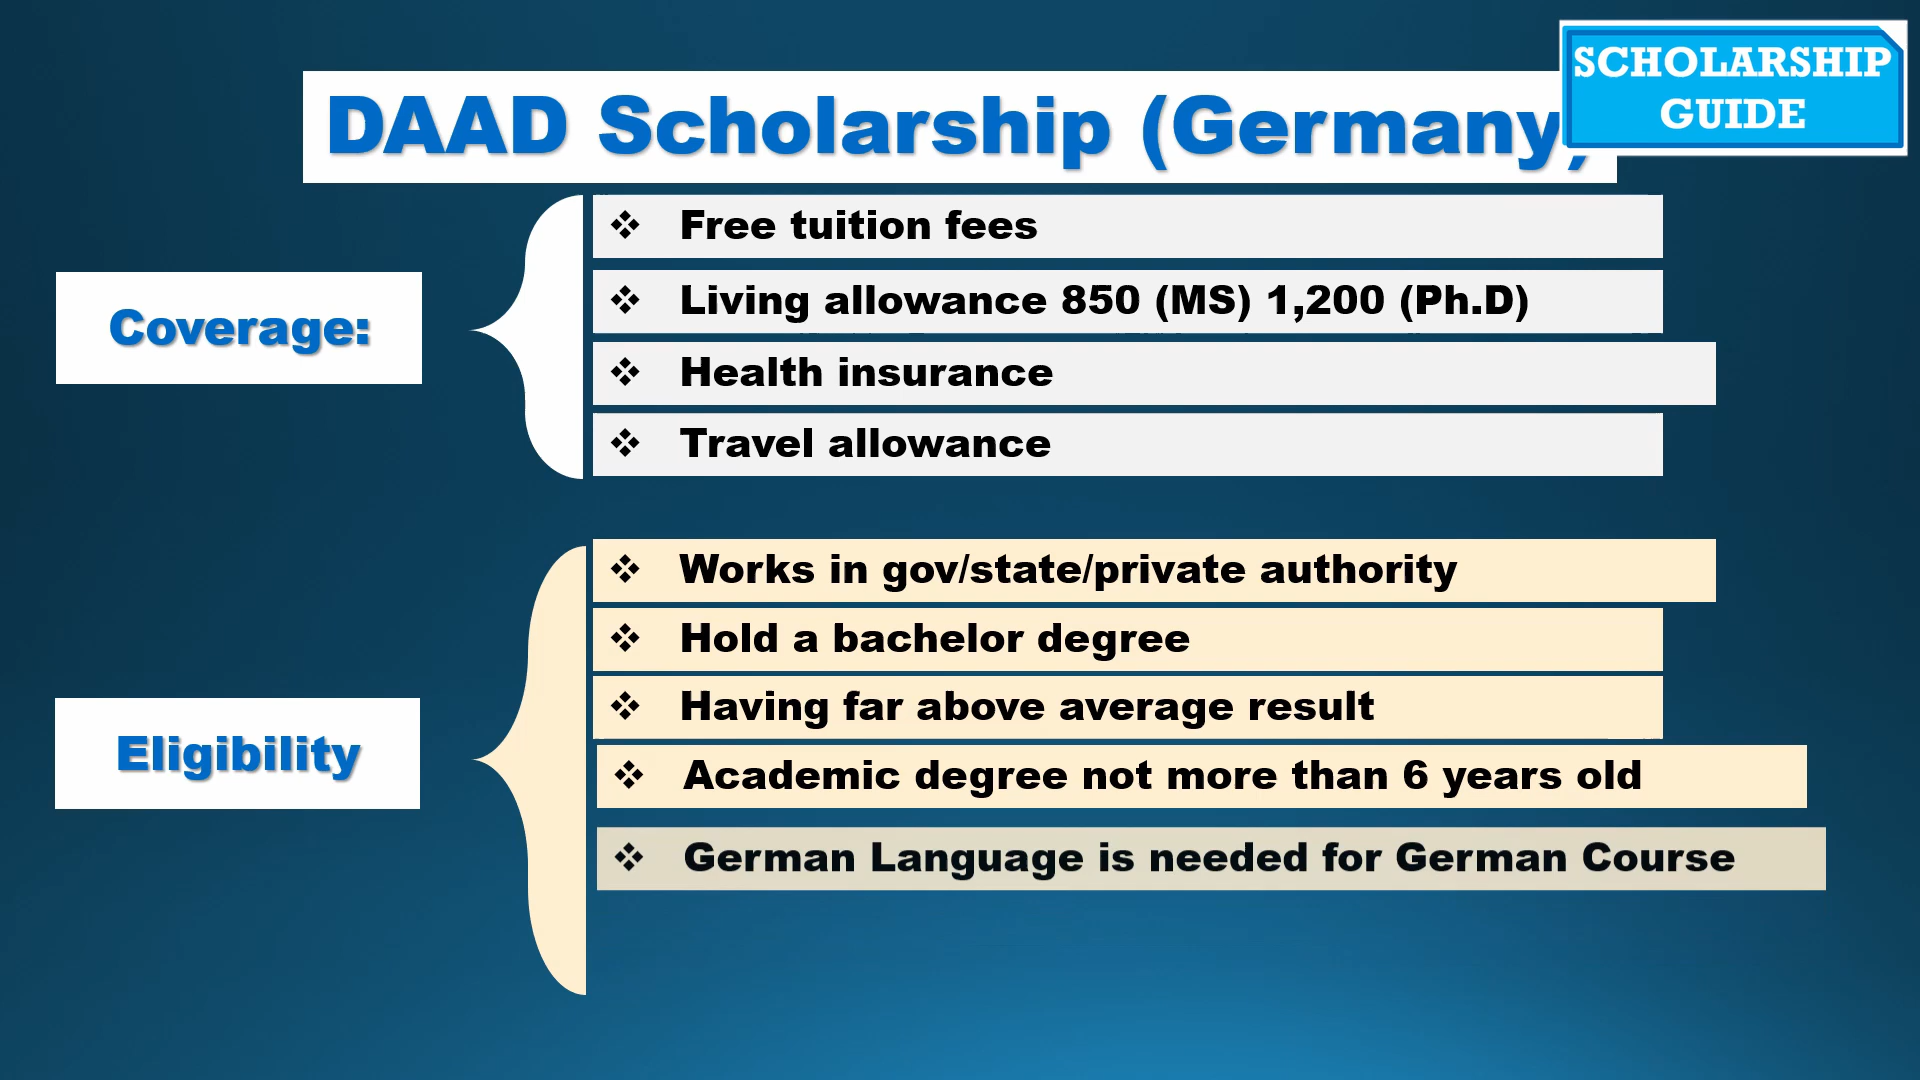 SCHOLARSHIP
GUIDE
DAAD Scholarship (Germany)
Coverage:
❖ Free tuition fees
❖ Living allowance 850 (MS) 1,200 (Ph.D)
❖ Health insurance
❖ Travel allowance
Eligibility
❖ Works in gov/state/private authority
❖ Hold a bachelor degree
❖ Having far above average result
❖ Academic degree not more than 6 years old
❖ German Language is needed for German Course